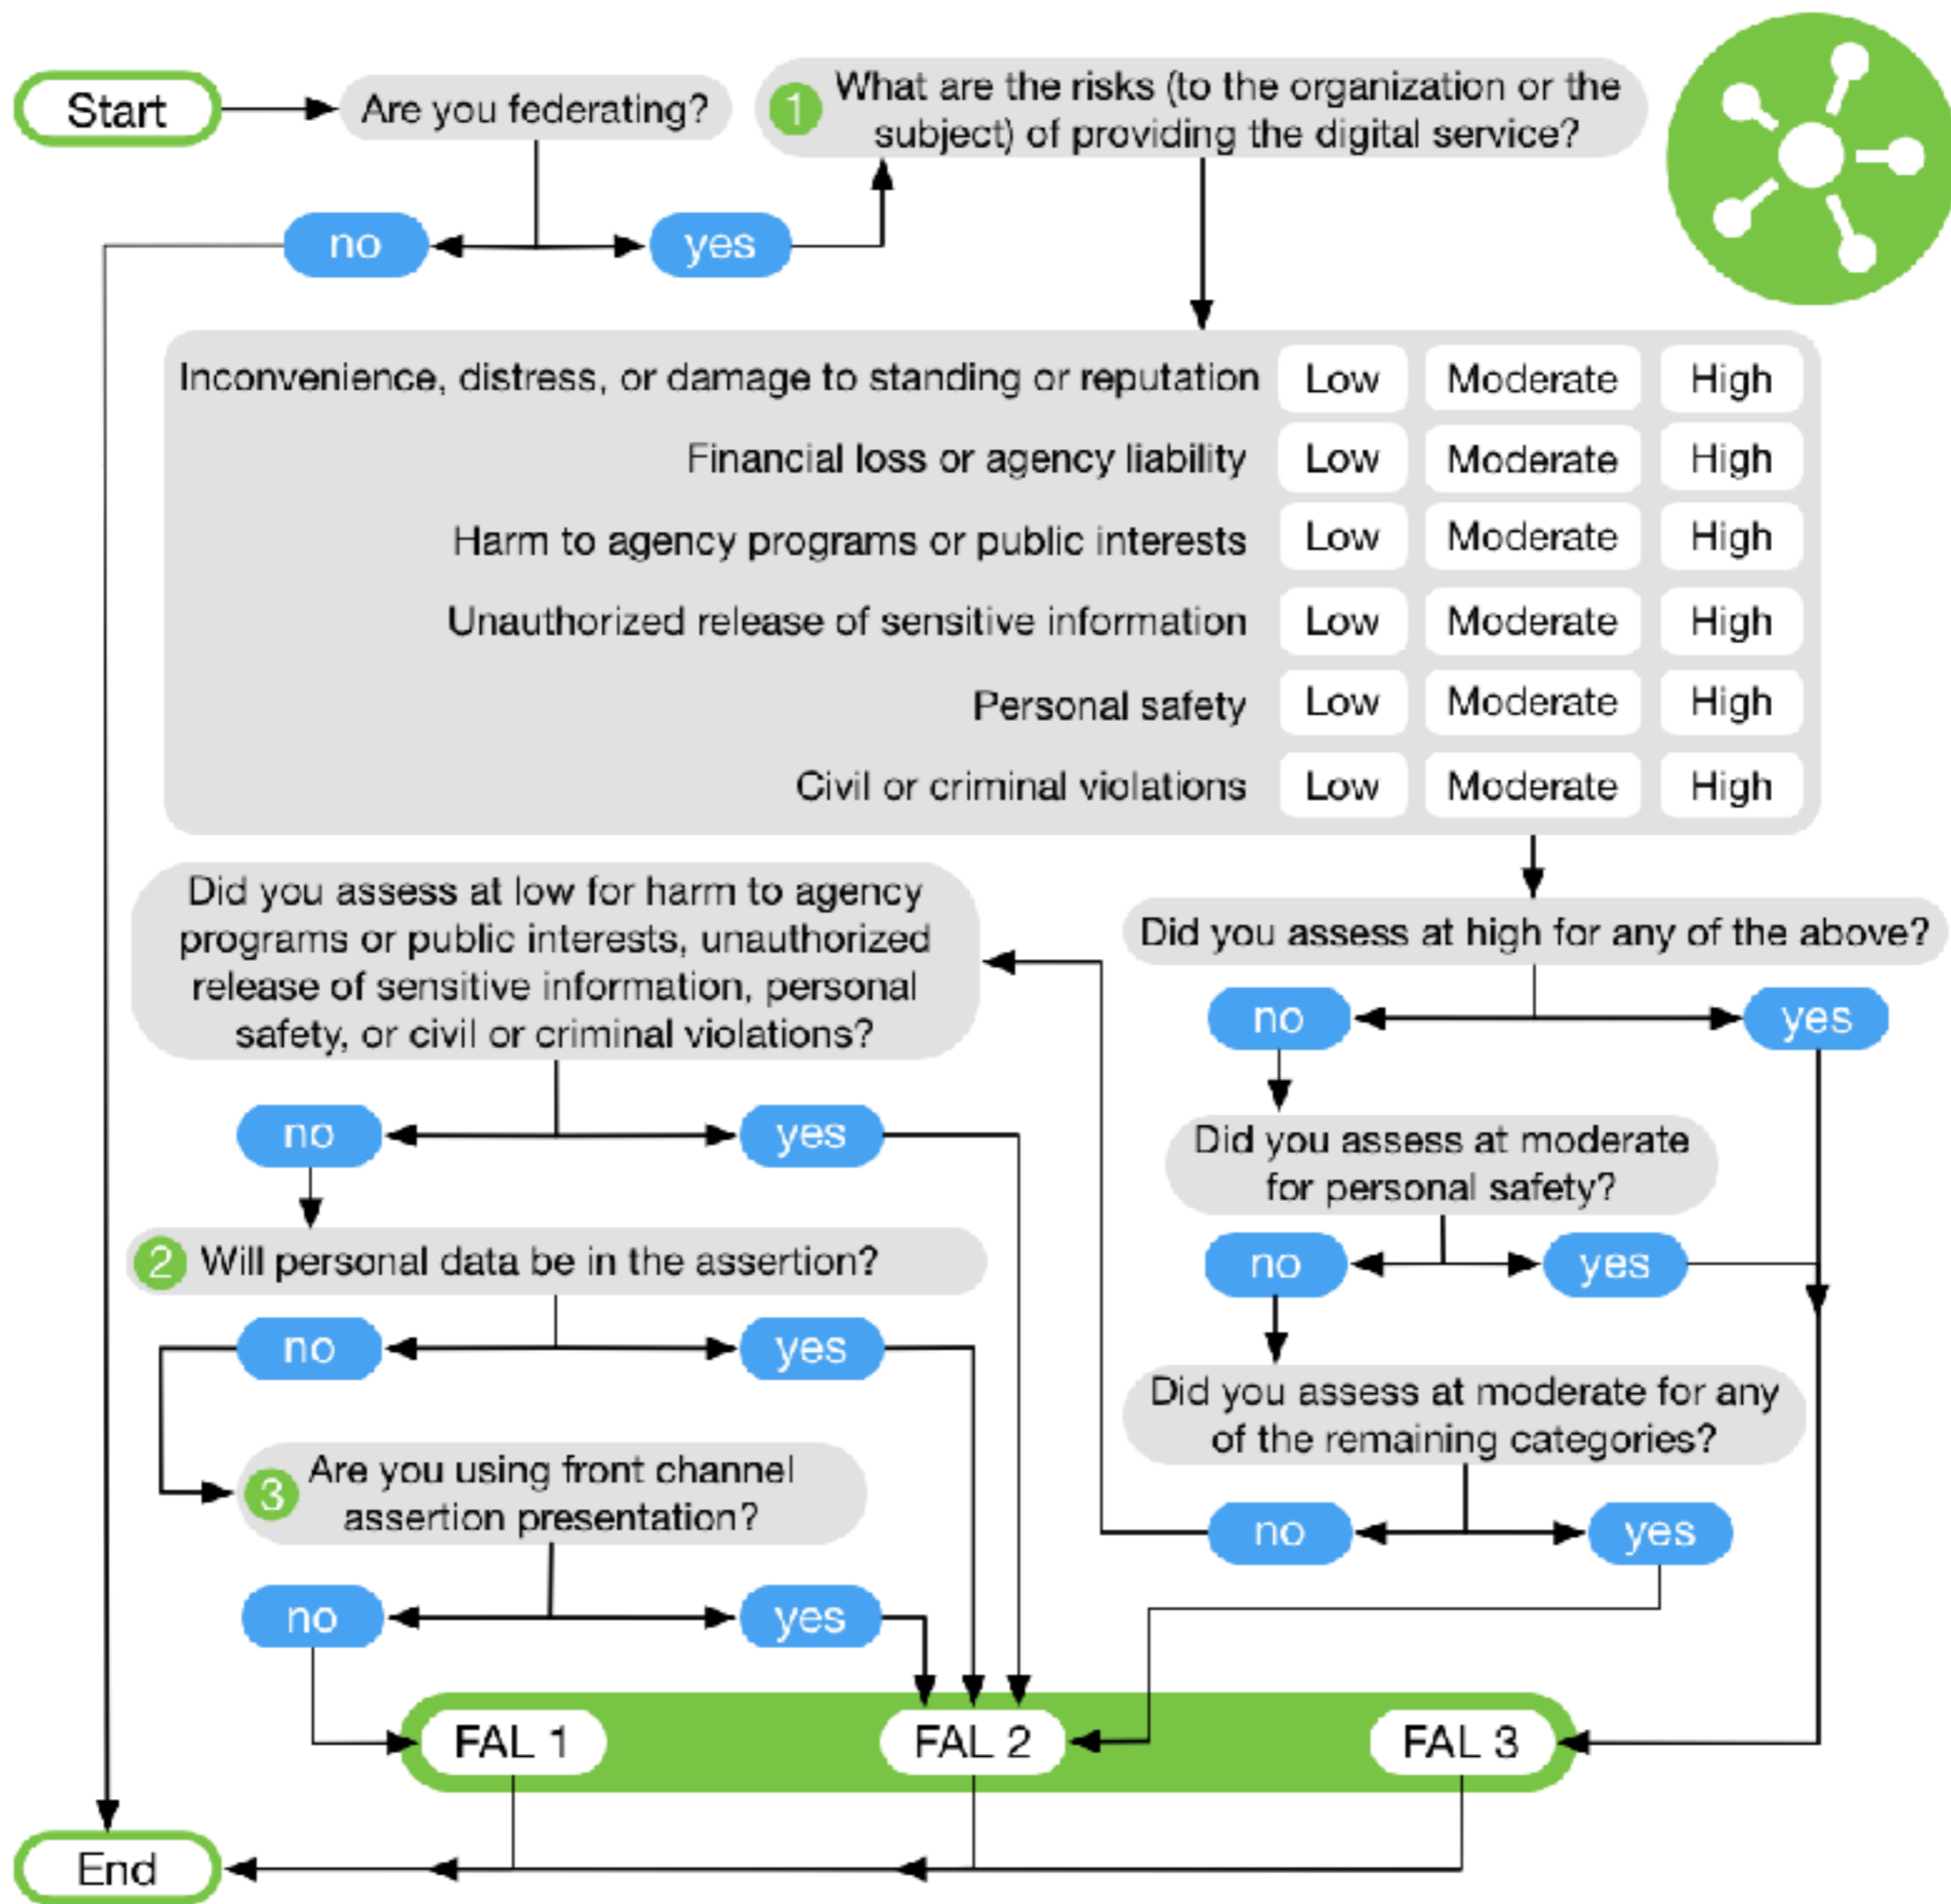 Start
Are you federating?
1
What are the risks (to the organization or the
subject) of providing the digital service?
no
yes
Inconvenience, distress, or damage to standing or reputation Low Moderate High
Financial loss or agency liability Low Moderate High
Harm to agency programs or public interests Low Moderate High
Unauthorized release of sensitive information Low Moderate High
Personal safety Low Moderate High
Civil or criminal violations Low Moderate High
Did you assess at high for any of the above?
no
yes
Did you assess at moderate
for personal safety?
no
yes
Did you assess at moderate for any
of the remaining categories?
no
yes
Did you assess at low for harm to agency
programs or public interests, unauthorized
release of sensitive information, personal
safety, or civil or criminal violations?
no
yes
2 Will personal data be in the assertion?
no
yes
3
Are you using front channel
assertion presentation?
no
yes
FAL 1
FAL 2
FAL 3
End